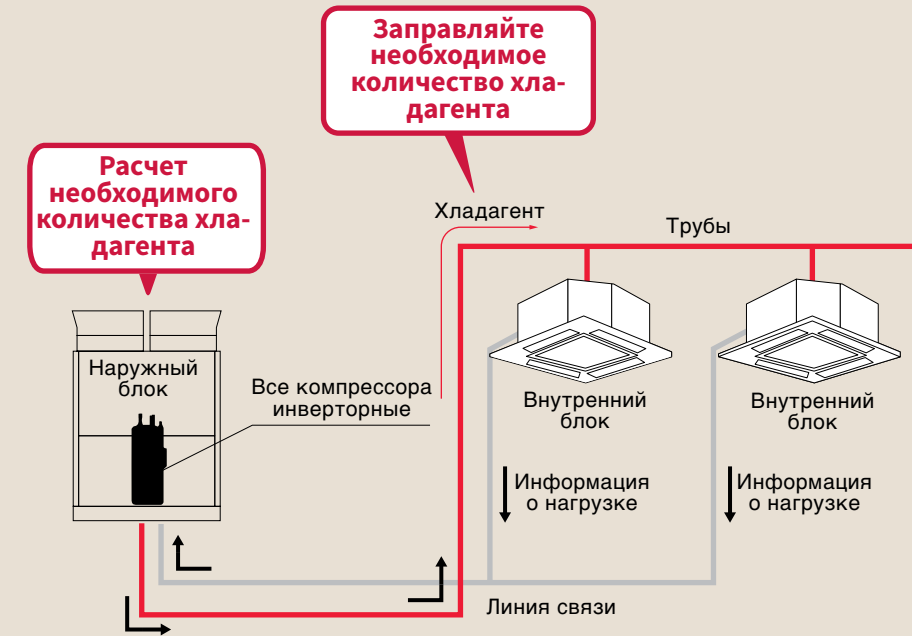 Заправляйте
необходимое
количество хла-
дагента
Расчет
необходимого
количества хла-
дагента
Хладагент
Трубы
Наружный
блок
Все компрессора
инверторные
Внутренний
блок
Внутренний
блок
Информация
о нагрузке
Информация
о нагрузке
Линия связи